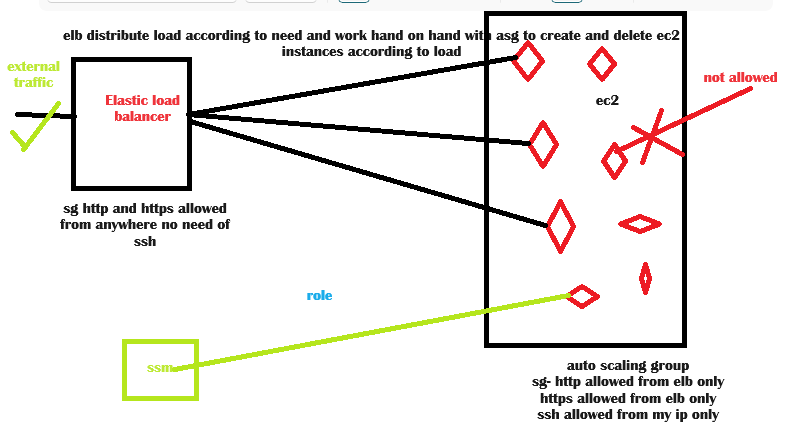 elb distribute load according to need and work hand on hand with asg to create and delete ec2
instances according to load
external
traffic
Elastic load
balancer
sg http and https allowed
from anywhere no need of
ssh
ec2
not allowed
role
ssm
auto scaling group
sg- http allowed from elb only
https allowed from elb only
ssh allowed from my ip only